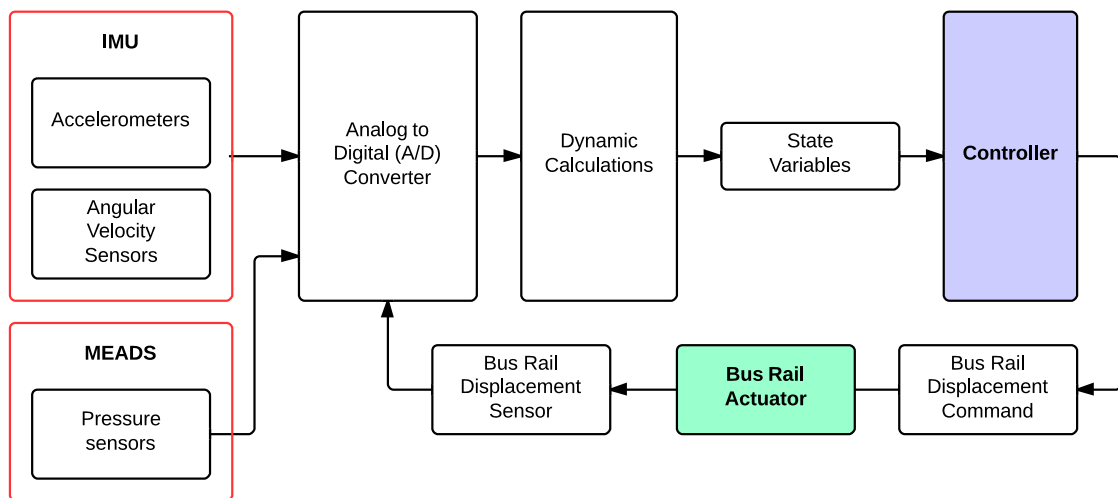 IMU
Accelerometers
Angular
Velocity
Sensors
MEADS
Pressure
sensors
Analog to
Digital (A/D)
Converter
Dynamic
Calculations
State
Variables
Controller
Bus Rail
Displacement
Sensor
Bus Rail
Actuator
Bus Rail
Displacement
Command